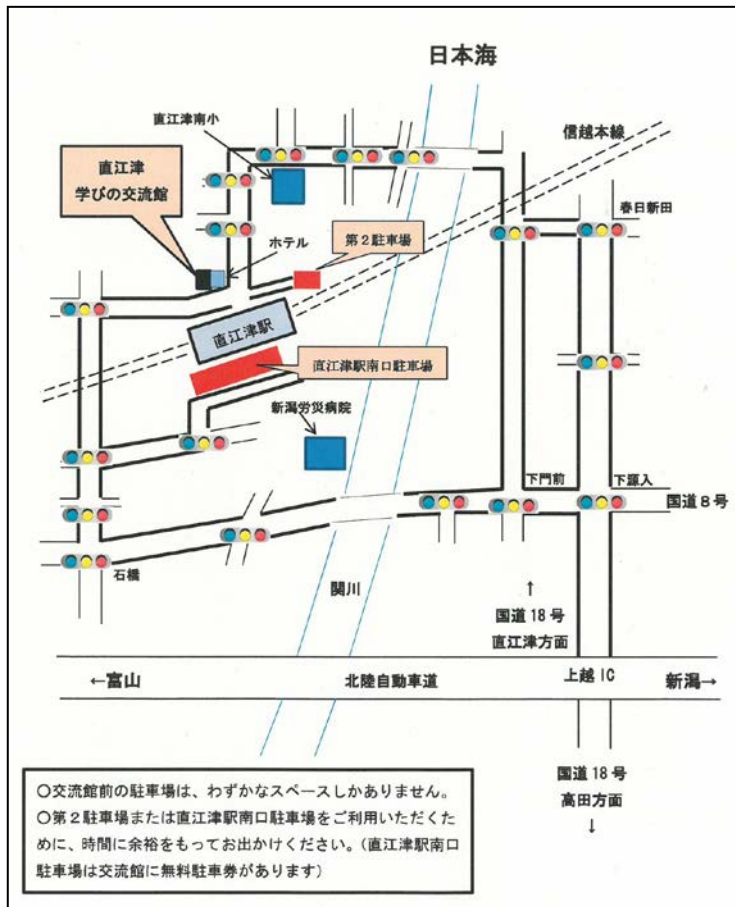 日本海
直江津南小
信越本線
直江津
学びの交流館
春日新田
ホテル
第２駐車場
直江津駅
直江津駅南口駐車場
新潟労災病院
下門前
下源入
国道８号
石橋
関川
↑
国道18号
直江津方面
←富山
北陸自動車道
上越IC
新潟→
国道18号
高田方面
↓
○交流館前の駐車場は、わずかなスペースしかありません。
○第２駐車場または直江津駅南口駐車場をご利用いただくた
めに、時間に余裕をもってお出かけください。（直江津駅南口
駐車場は交流館に無料駐車券があります）